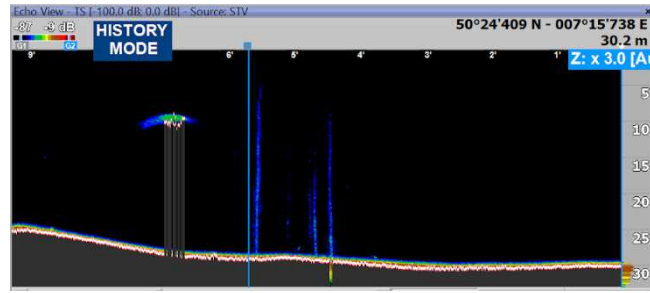 Echo View - TS [-100.0 dB; 0.0 dB] - Source: STV
-87 -9 dB
G1 G2
HISTORY
MODE
50°24'409 N - 007°15'738 E
30.2 m
Z: x 3.0 [Au
9' 6' 5' 4' 3' 2' 1'
5
10
15
20
25
30